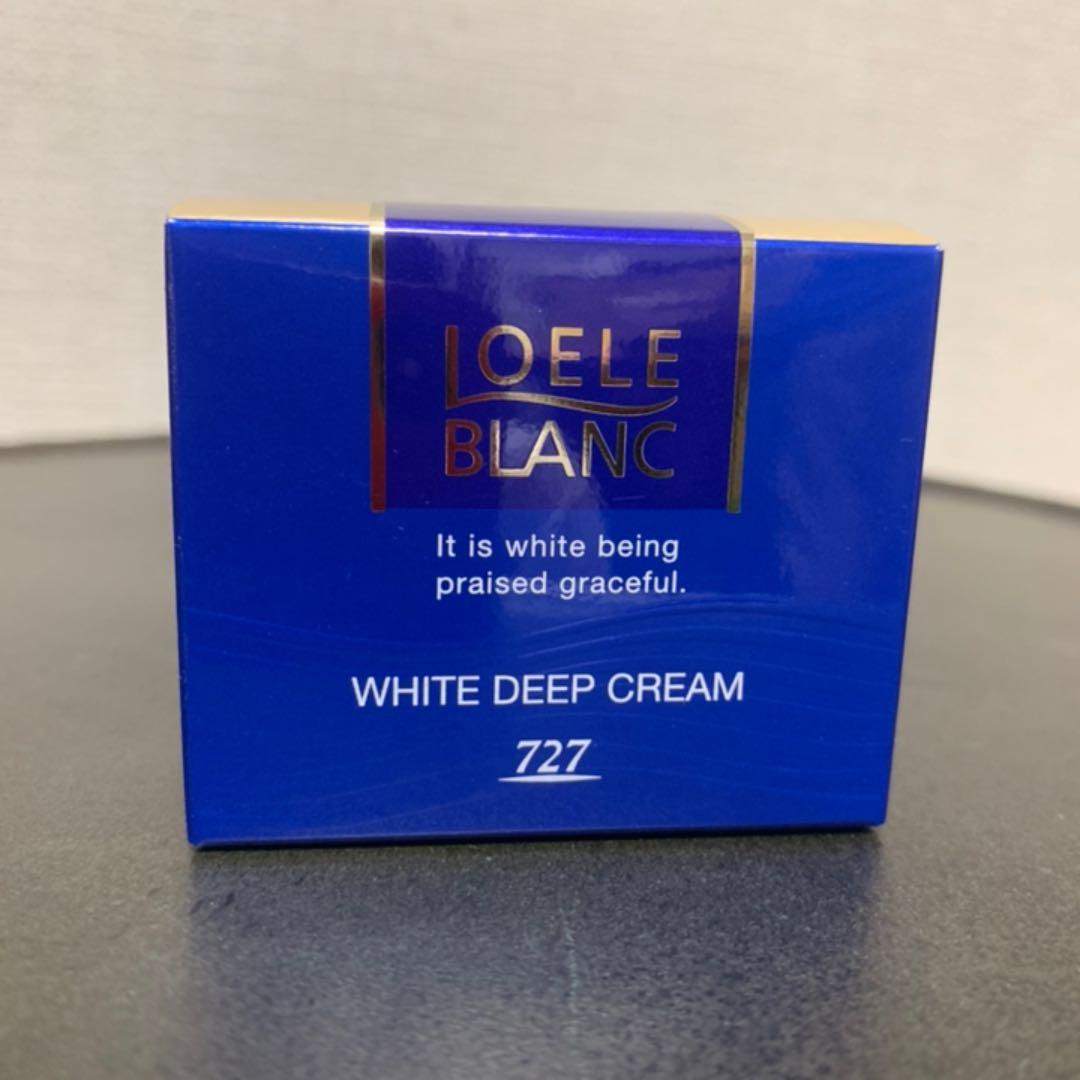 LOELE
BLANC
It is white being
praised graceful.
WHITE DEEP CREAM
727